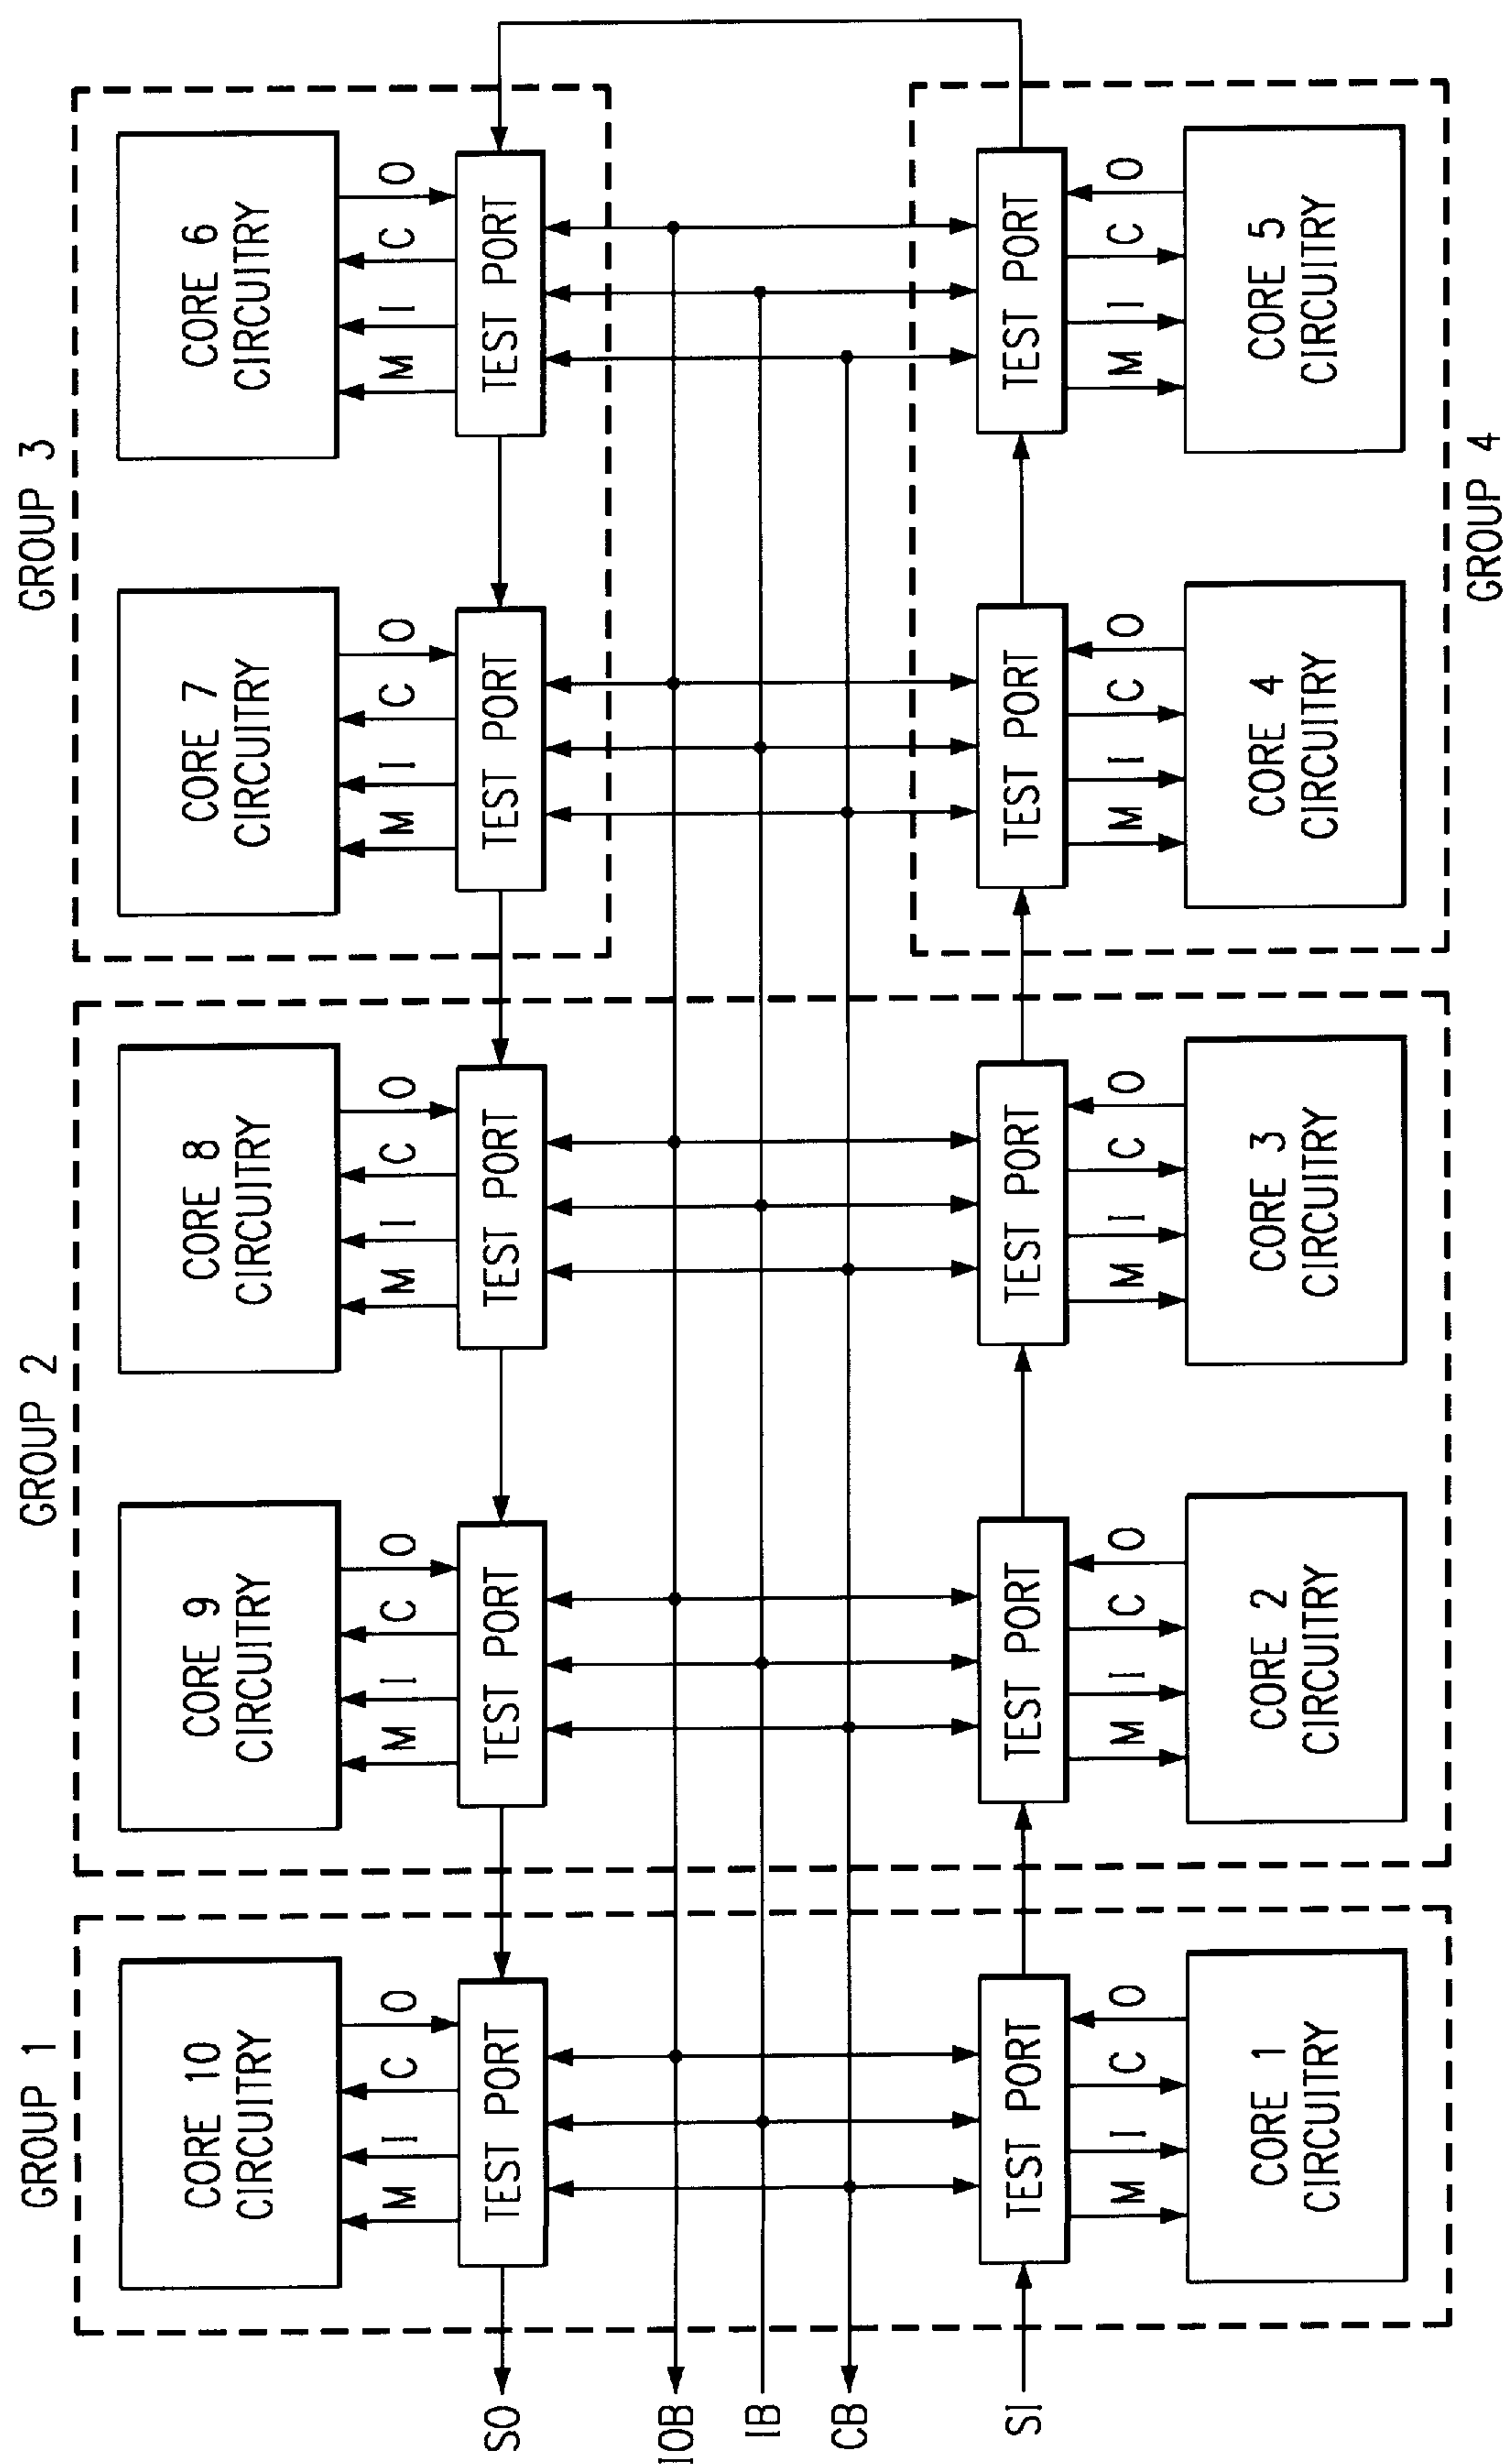 GROUP 1
GROUP 2
GROUP 3
CORE 10
CIRCUITRY
CORE 9
CIRCUITRY
CORE 8
CIRCUITRY
CORE 7
CIRCUITRY
CORE 6
CIRCUITRY
M I C O
M I C O
M I C O
M I C O
M I C O
SO
TEST PORT
TEST PORT
TEST PORT
TEST PORT
TEST PORT
IOB
IB
CB
SI
TEST PORT
TEST PORT
TEST PORT
TEST PORT
TEST PORT
M I C O
M I C O
M I C O
M I C O
M I C O
CORE 1
CIRCUITRY
CORE 2
CIRCUITRY
CORE 3
CIRCUITRY
CORE 4
CIRCUITRY
CORE 5
CIRCUITRY
GROUP 4